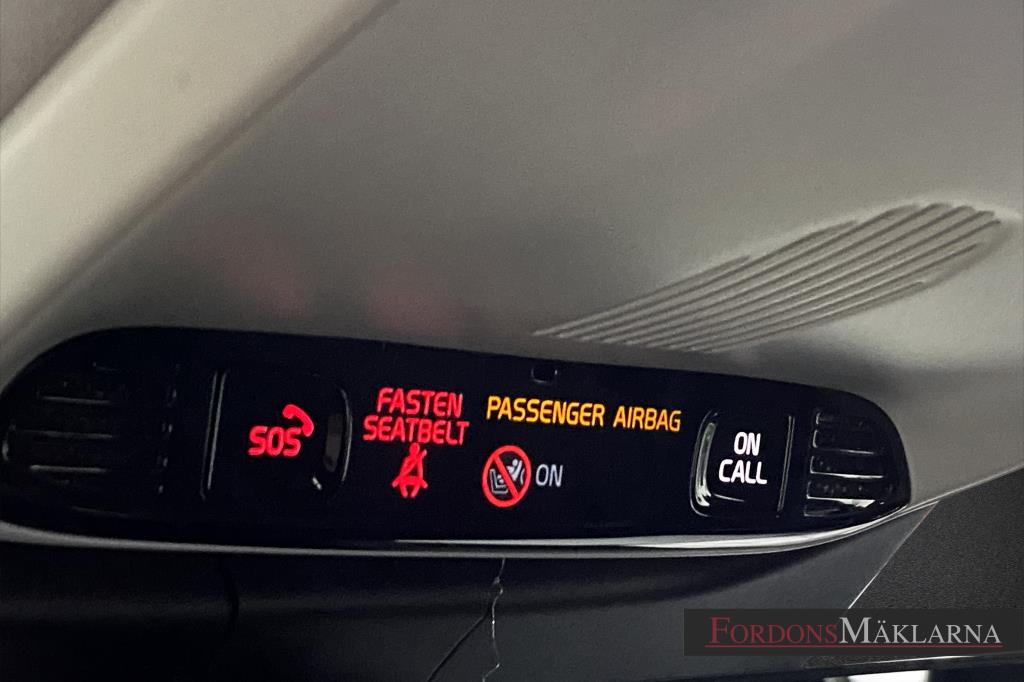 SOS
FASTEN
SEATBELT
PASSENGER AIRBAG
ON
ON
CALL
FORDONSMÄKLARNA